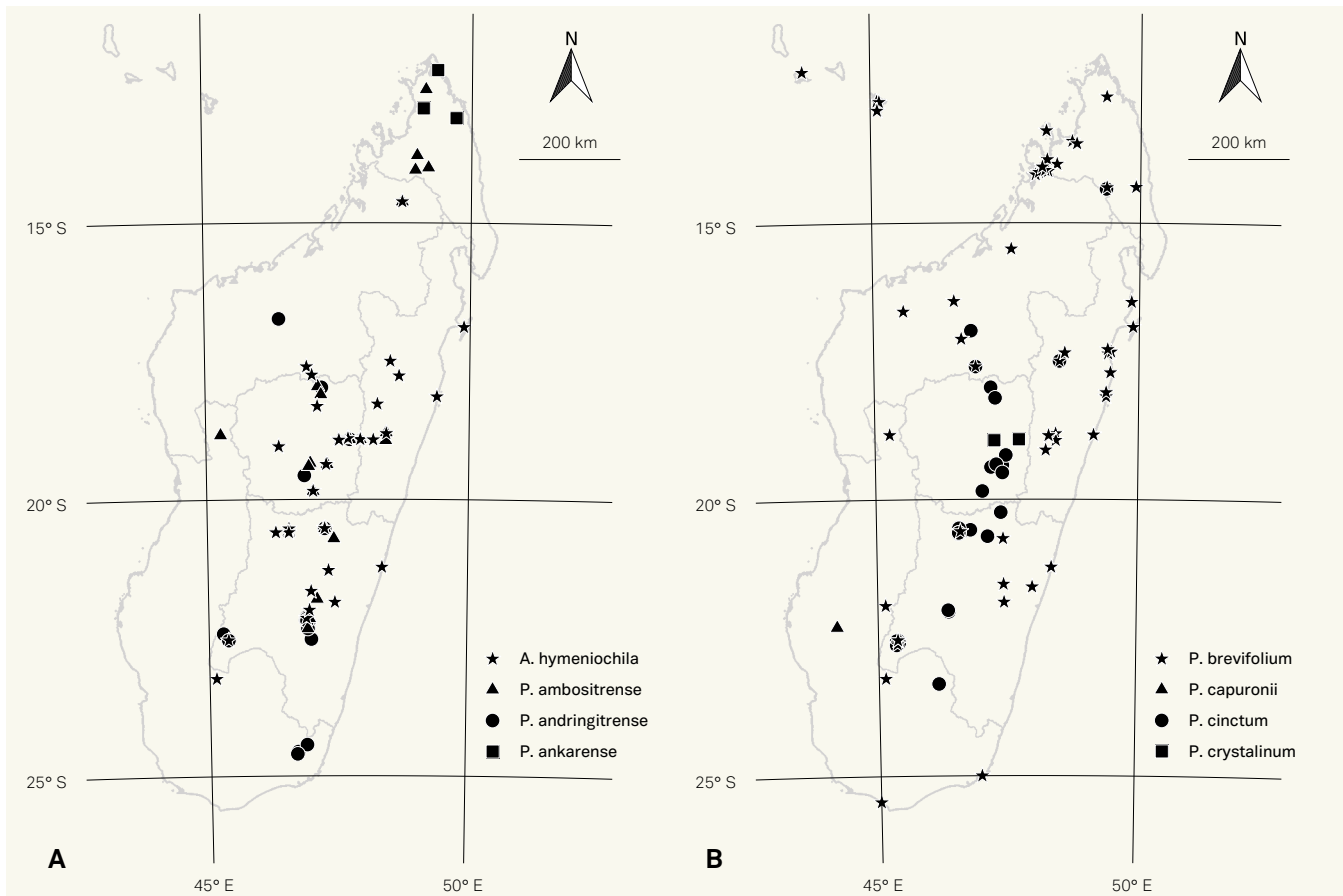 N
200 km
15° S
20° S
25° S
A. hymeniochila
P. ambositrense
P. andringitrense
P. ankarense
A
45° E
50° E
N
200 km
15° S
20° S
25° S
P. brevifolium
P. capuronii
P. cinctum
P. crystalinum
B
45° E
50° E